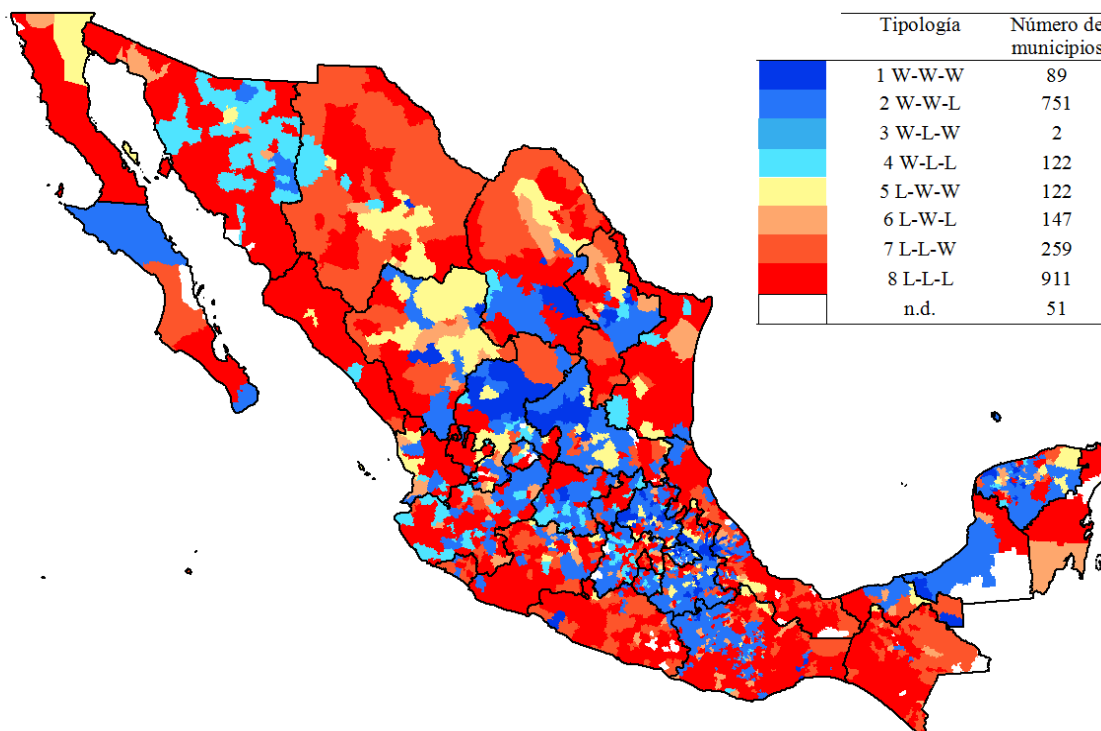 Tipología Número de
municipios
1 W-W-W 89
2 W-W-L 751
3 W-L-W 2
4 W-L-L 122
5 L-W-W 122
6 L-W-L 147
7 L-L-W 259
8 L-L-L 911
n.d. 51